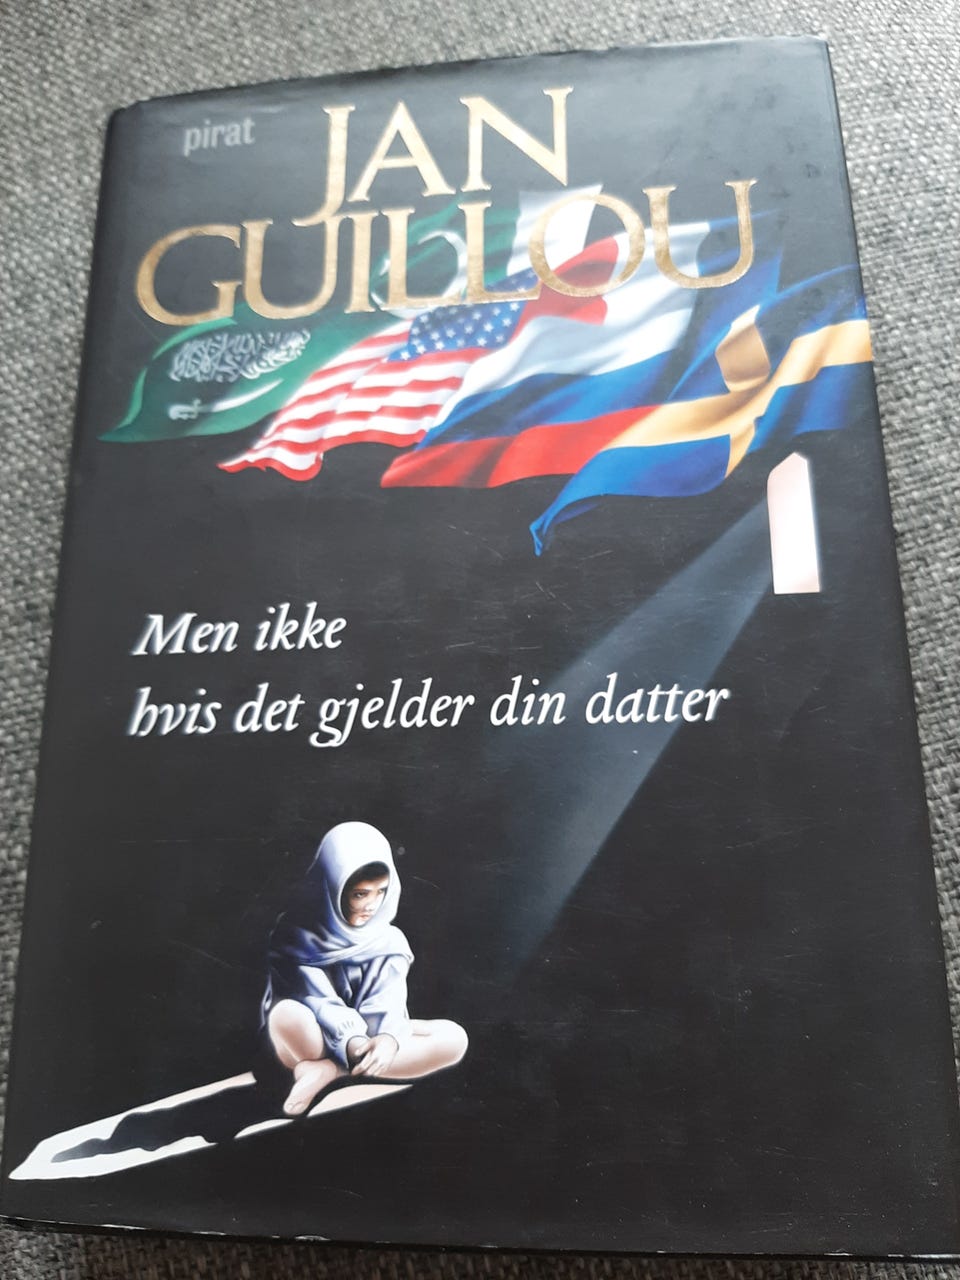 pirat
JAN
GUILLOU
Men ikke
hvis det gjelder din datter